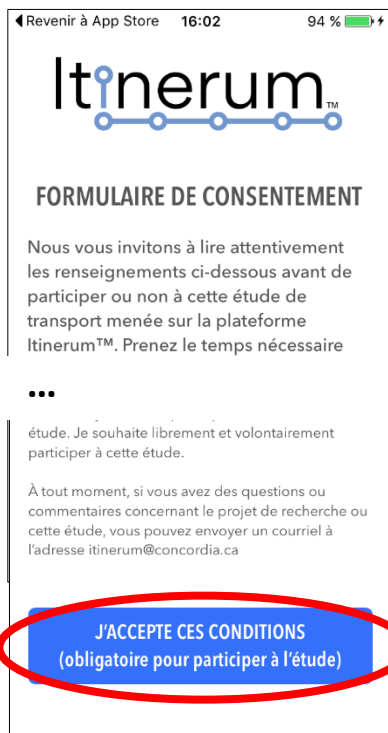 Revenir à App Store 16:02 94 %
Itinerum™
FORMULAIRE DE CONSENTEMENT
Nous vous invitons à lire attentivement
les renseignements ci-dessous avant de
participer ou non à cette étude de
transport menée sur la plateforme
Itinerum™. Prenez le temps nécessaire
...
étude. Je souhaite librement et volontairement
participer à cette étude.
À tout moment, si vous avez des questions ou
commentaires concernant le projet de recherche ou
cette étude, vous pouvez envoyer un courriel à
l'adresse itinerum@concordia.ca
J'ACCEPTE CES CONDITIONS
(obligatoire pour participer à l'étude)